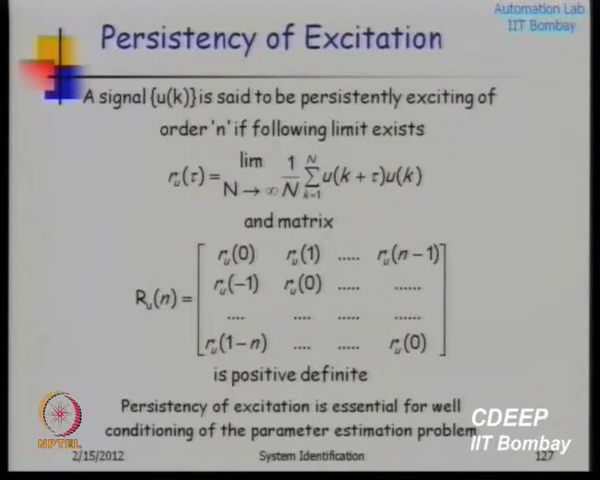 Automation Lab
IIT Bombay
Persistency of Excitation
A signal {u(k)} is said to be persistently exciting of
order 'n' if following limit exists
r_u(τ) = lim N → ∞ 1/N Σ_{k=1}^{N} u(k + τ)u(k)
and matrix
R_u(n) = [ r_u(0) r_u(1) ..... r_u(n−1)
r_u(−1) r_u(0) ..... ......
.... .... ..... ......
r_u(1−n) .... ..... r_u(0) ]
is positive definite
Persistency of excitation is essential for well
conditioning of the parameter estimation problem
NPTEL
CDEEP
IIT Bombay
2/15/2012 System Identification 127